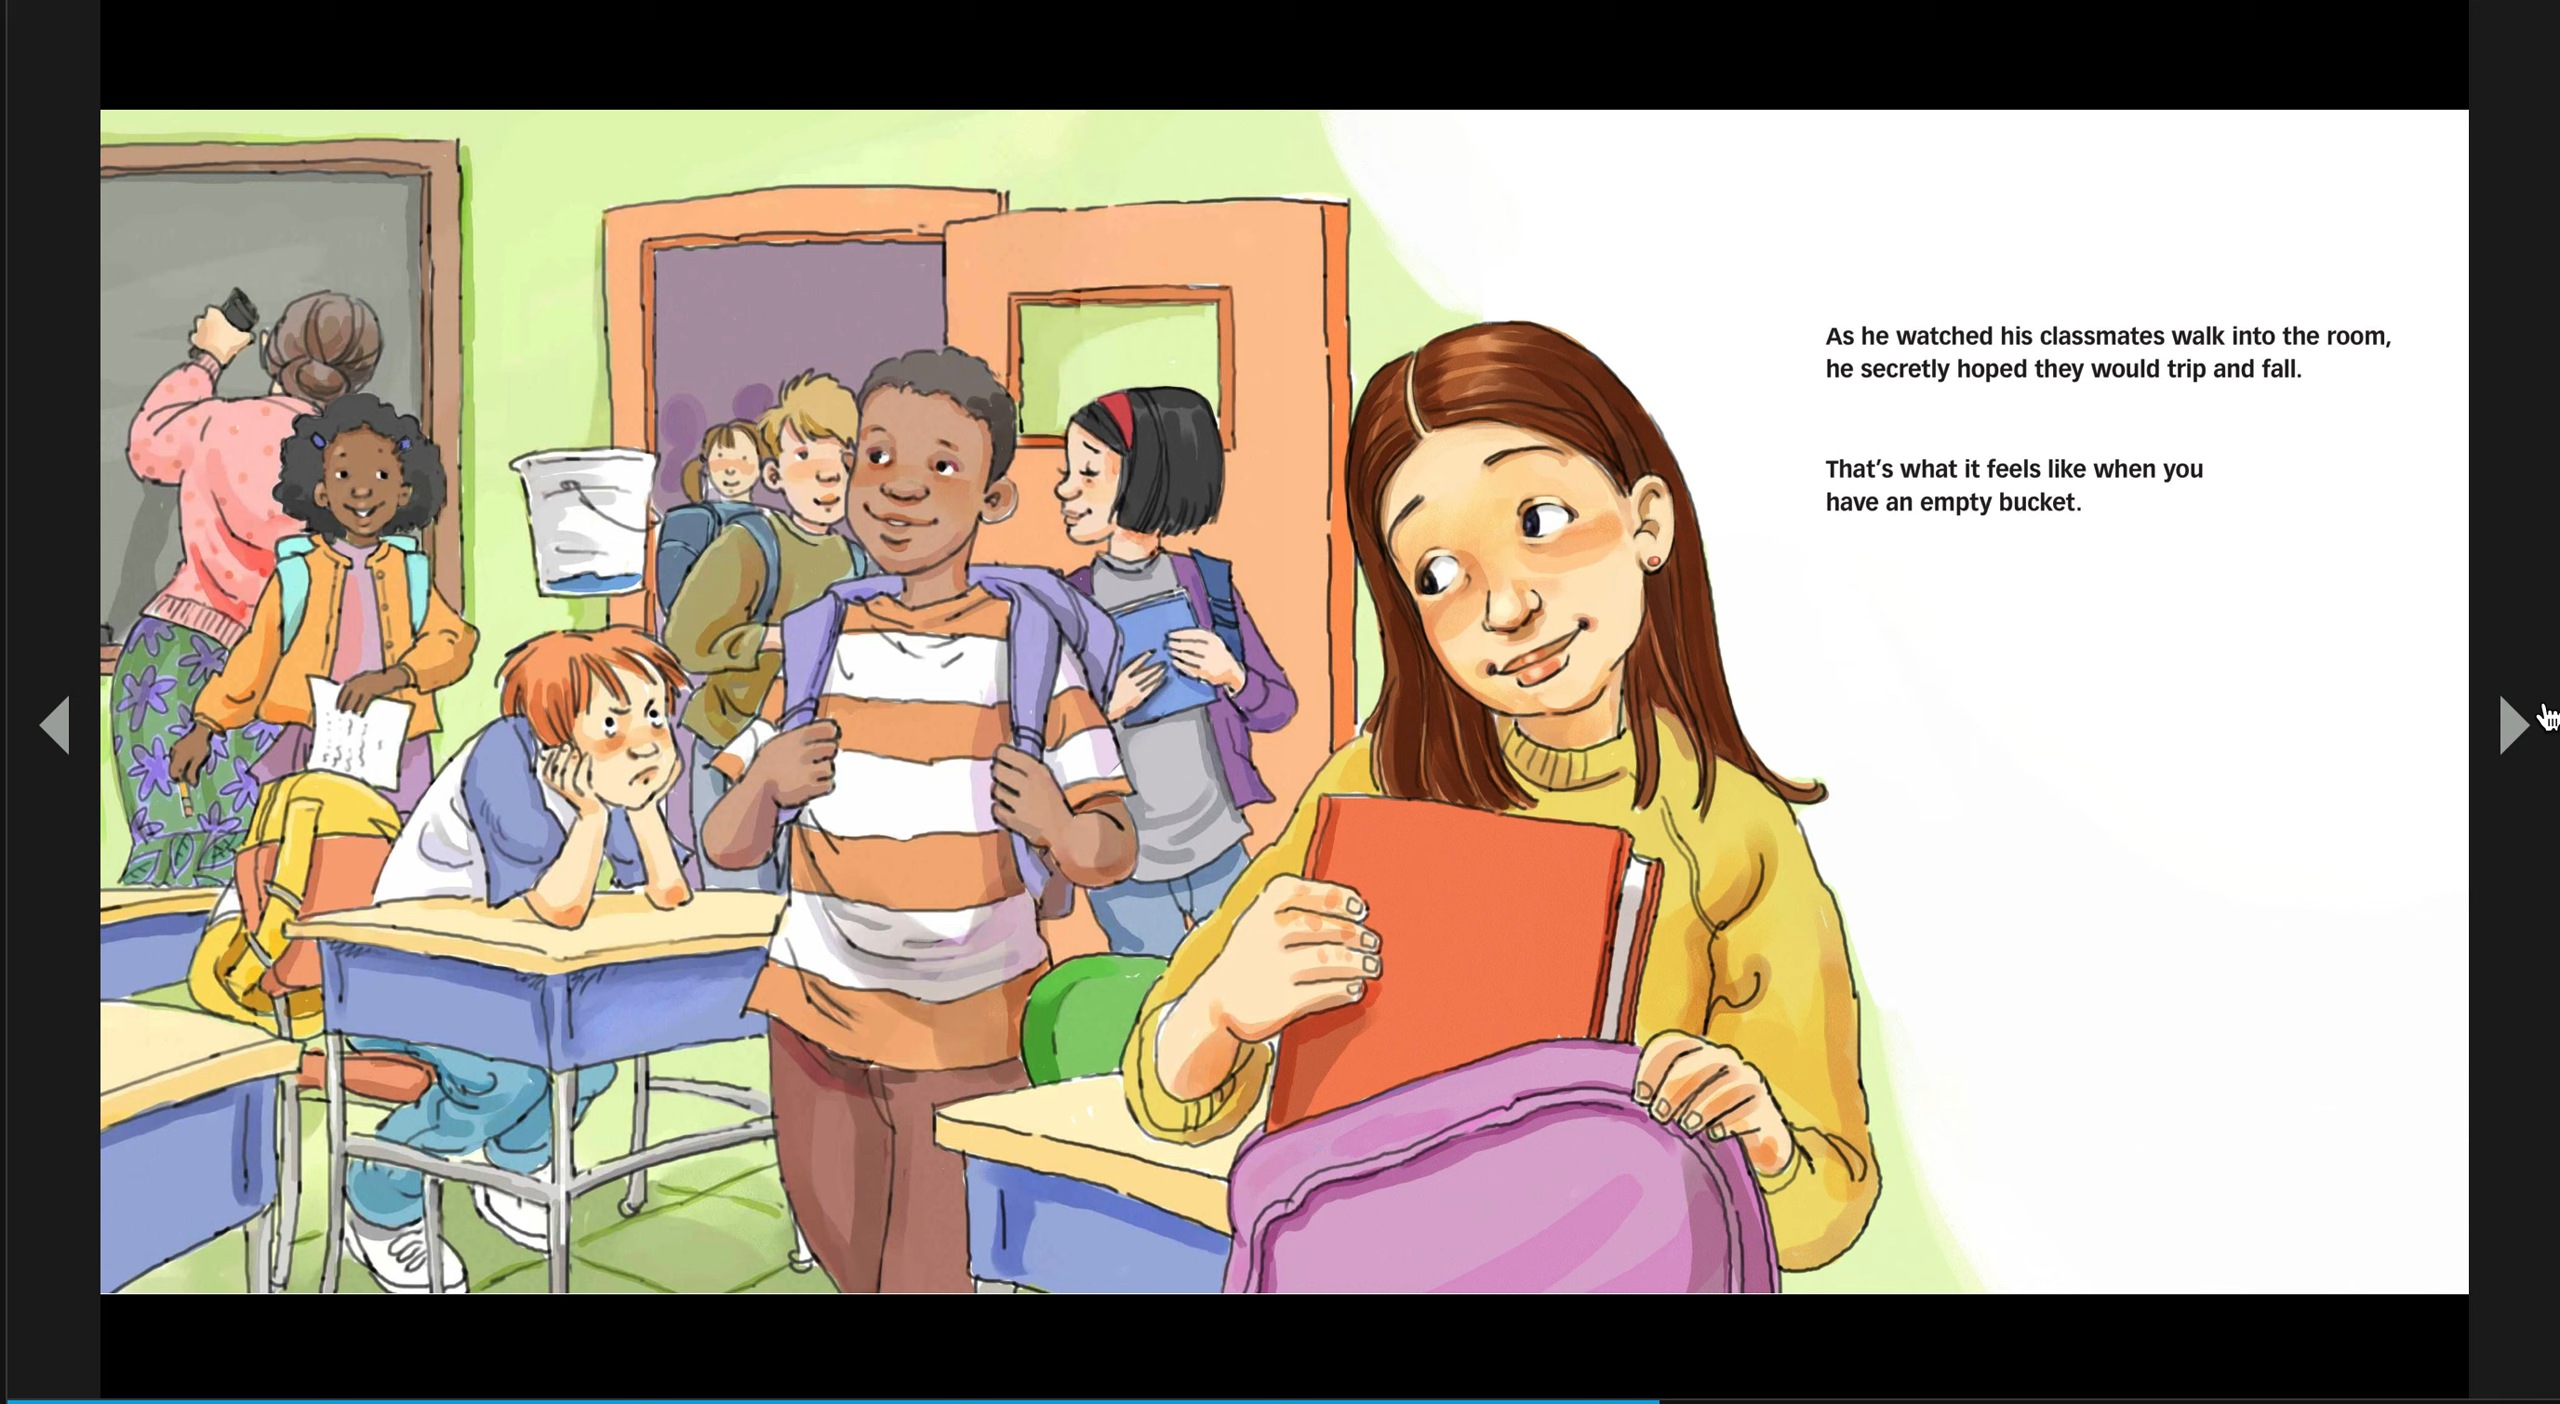 As he watched his classmates walk into the room,
he secretly hoped they would trip and fall.
That's what it feels like when you
have an empty bucket.